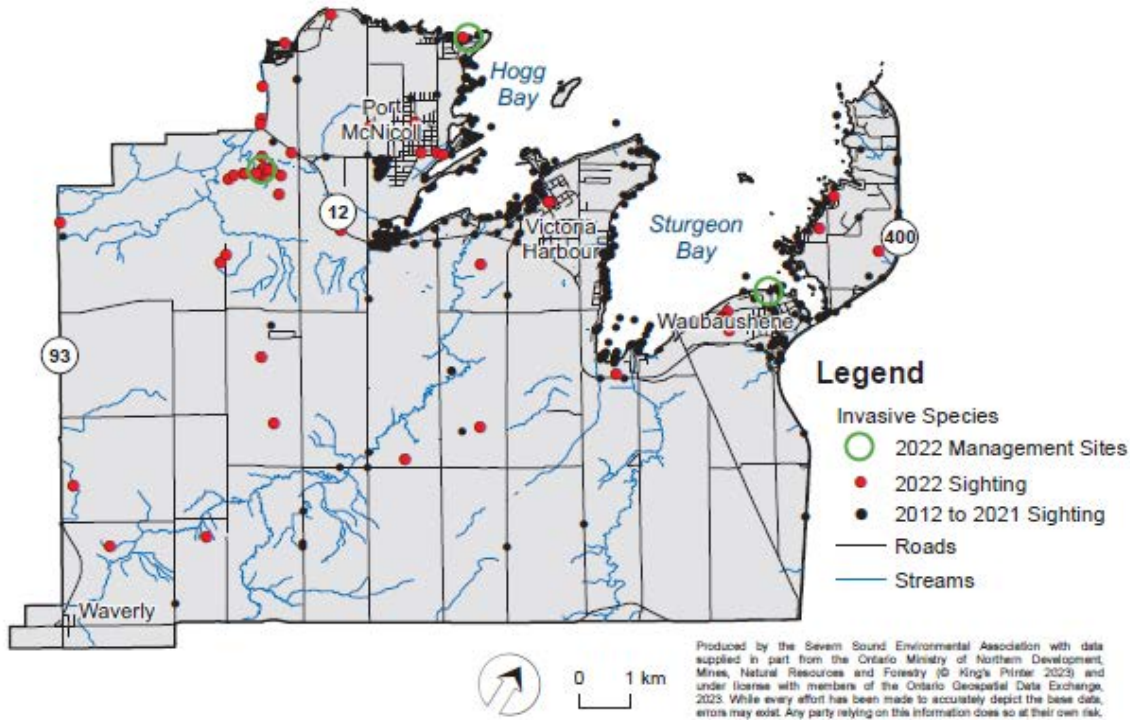 Hogg
Bay
Port
McNicoll
12
Victoria
Harbour
Sturgeon
Bay
400
Waubaushene
93
Legend
Invasive Species
2022 Management Sites
2022 Sighting
2012 to 2021 Sighting
Roads
Streams
Waverly
0 1 km
Produced by the Severn Sound Environmental Association with data
supplied in part from the Ontario Ministry of Northern Development,
Mines, Natural Resources and Forestry (© King's Printer 2023) and
under license with members of the Ontario Geospatial Data Exchange,
2023. While every effort has been made to accurately depict the base data,
errors may exist. Any party relying on this information does so at their own risk.